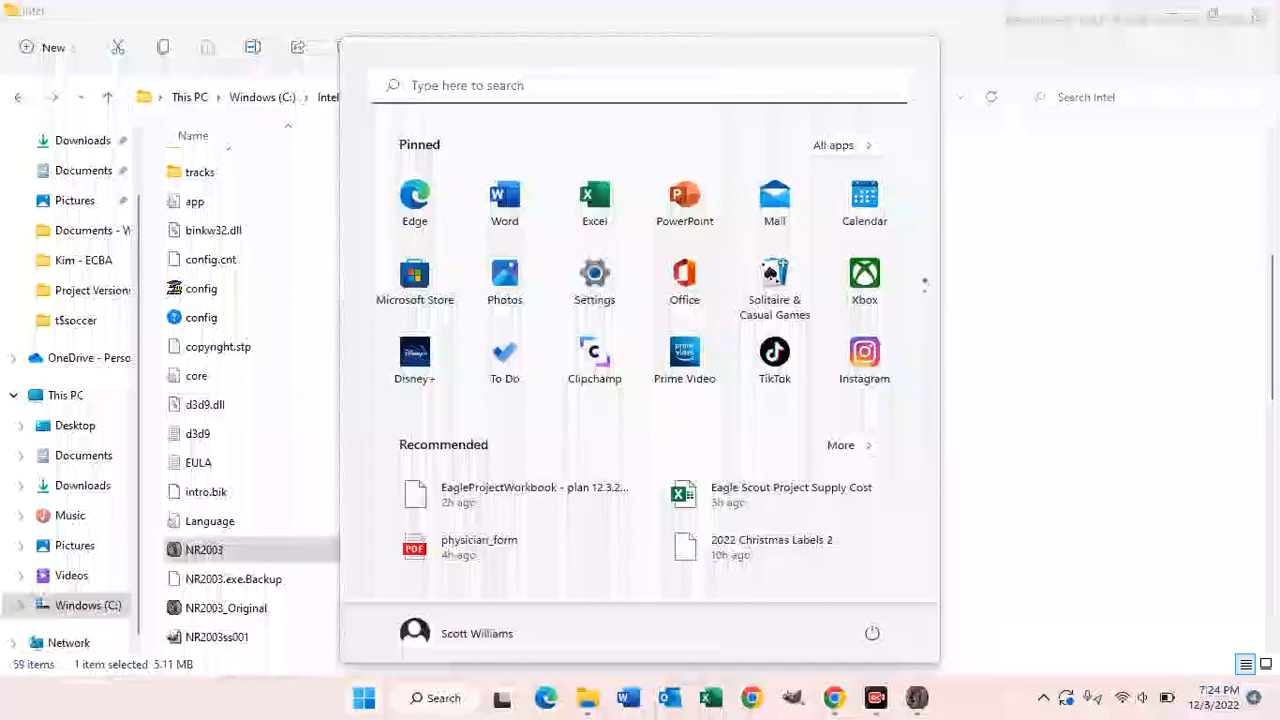 Intel
New
This PC > Windows (C:) > Intel
Search Intel
Downloads
Documents
Pictures
Documents - W
Kim - ECBA
Project Version
t$soccer
OneDrive - Perso
This PC
Desktop
Documents
Downloads
Music
Pictures
Videos
Windows (C:)
Network
Name
tracks
app
binkw32.dll
config.cnt
config
config
copyright.stp
core
d3d9.dll
d3d9
EULA
intro.bik
Language
NR2003
NR2003.exe.Backup
NR2003_Original
NR2003ss001
59 items 1 item selected 5.11 MB
Type here to search
Pinned
All apps >
Edge Word Excel PowerPoint Mail Calendar
Microsoft Store Photos Settings Office Solitaire & Casual Games Xbox
Disney+ To Do Clipchamp Prime Video TikTok Instagram
Recommended
More >
EagleProjectWorkbook - plan 12.3.2...
2h ago
Eagle Scout Project Supply Cost
3h ago
physician_form
4h ago
2022 Christmas Labels 2
10h ago
Scott Williams
Search
7:24 PM
12/3/2022
4